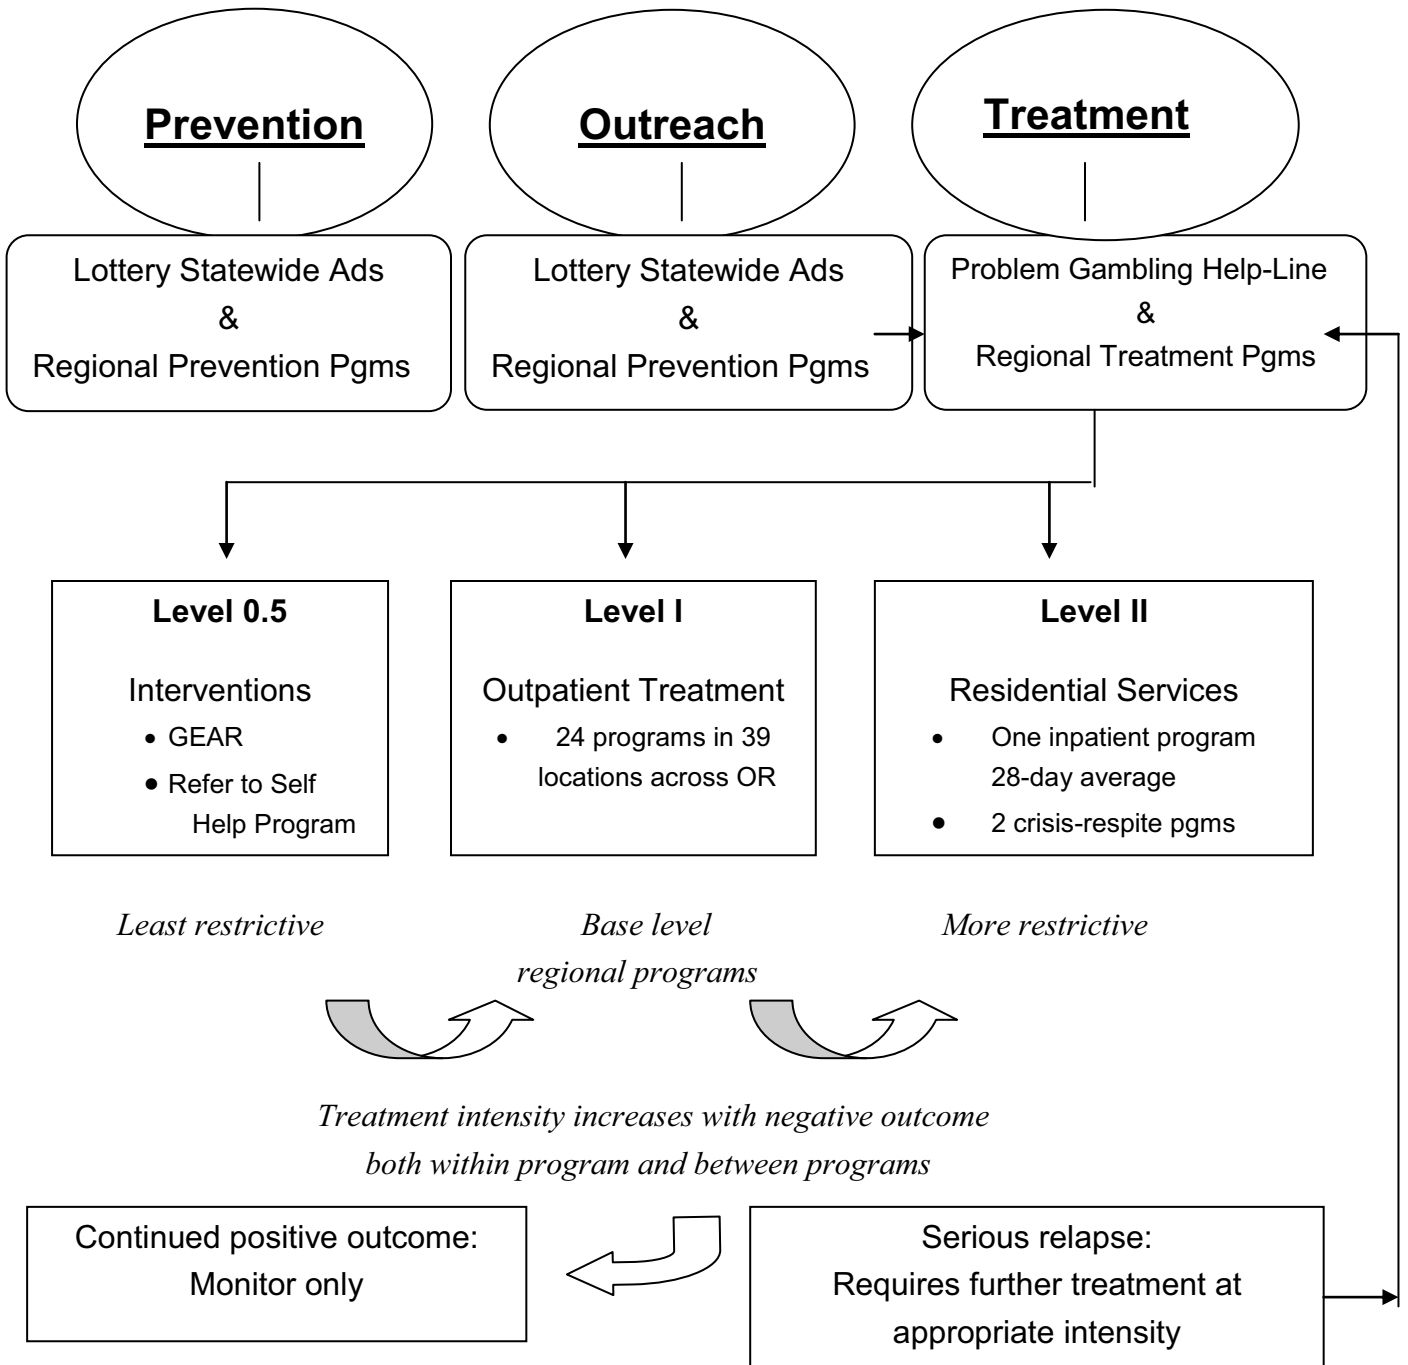 Prevention
Outreach
Treatment
Lottery Statewide Ads
&
Regional Prevention Pgms
Lottery Statewide Ads
&
Regional Prevention Pgms
Problem Gambling Help-Line
&
Regional Treatment Pgms
Level 0.5
Interventions
• GEAR
• Refer to Self
Help Program
Level I
Outpatient Treatment
• 24 programs in 39
locations across OR
Level II
Residential Services
• One inpatient program
28-day average
• 2 crisis-respite pgms
Least restrictive
Base level
regional programs
More restrictive
Treatment intensity increases with negative outcome
both within program and between programs
Continued positive outcome:
Monitor only
Serious relapse:
Requires further treatment at
appropriate intensity